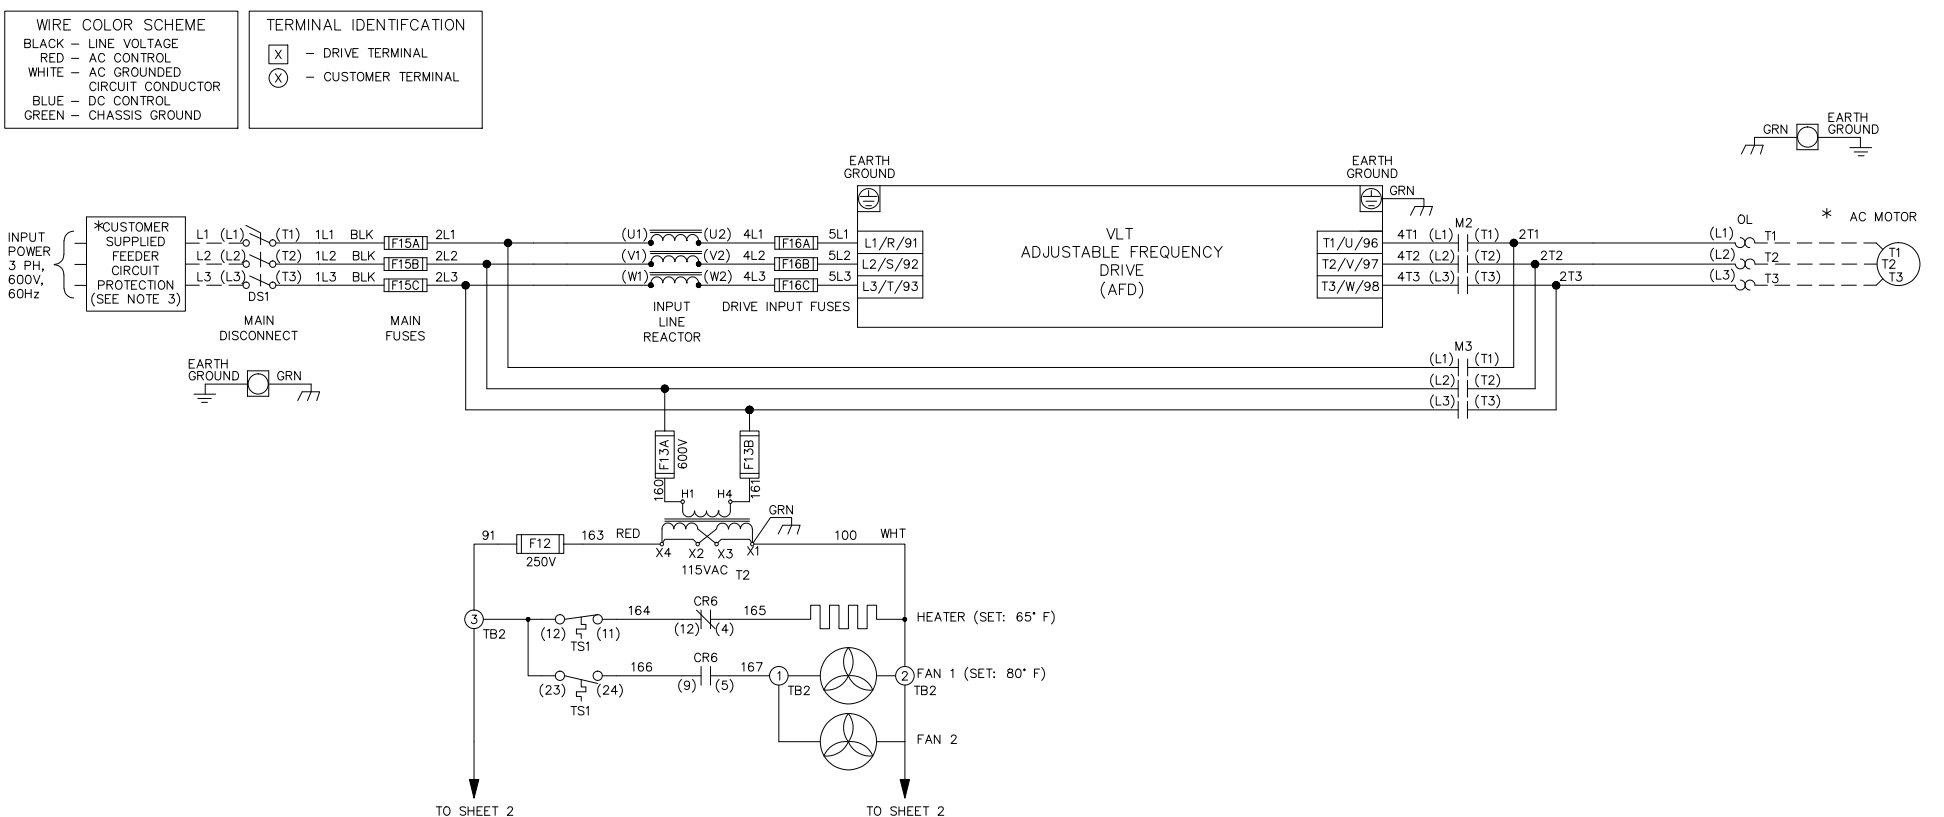 WIRE COLOR SCHEME
BLACK – LINE VOLTAGE
RED – AC CONTROL
WHITE – AC GROUNDED
CIRCUIT CONDUCTOR
BLUE – DC CONTROL
GREEN – CHASSIS GROUND
TERMINAL IDENTIFCATION
X – DRIVE TERMINAL
X – CUSTOMER TERMINAL
INPUT
POWER
3 PH,
600V,
60Hz
*CUSTOMER
SUPPLIED
FEEDER
CIRCUIT
PROTECTION
(SEE NOTE 3)
L1 (L1) (T1) 1L1 BLK F15A 2L1
L2 (L2) (T2) 1L2 BLK F15B 2L2
L3 (L3) (T3) 1L3 BLK F15C 2L3
DS1
MAIN
DISCONNECT
MAIN
FUSES
EARTH
GROUND
GRN
(U1) (U2) 4L1 F16A 5L1
(V1) (V2) 4L2 F16B 5L2
(W1) (W2) 4L3 F16C 5L3
INPUT
LINE
REACTOR
DRIVE INPUT FUSES
EARTH
GROUND
L1/R/91
L2/S/92
L3/T/93
VLT
ADJUSTABLE FREQUENCY
DRIVE
(AFD)
EARTH
GROUND
GRN
T1/U/96
T2/V/97
T3/W/98
M2
4T1 (L1) (T1) 2T1
4T2 (L2) (T2) 2T2
4T3 (L3) (T3) 2T3
M3
(L1) (T1)
(L2) (T2)
(L3) (T3)
GRN
EARTH
GROUND
OL
* AC MOTOR
(L1) T1
(L2) T2
(L3) T3
T1
T2
T3
F13A
600V
F13B
160
161
H1 H4
GRN
91 F12 163 RED
250V
X4 X2 X3 X1
115VAC T2
100 WHT
3
TB2
(12) (11)
TS1
164
CR6
(12) (4)
165
HEATER (SET: 65° F)
(23) (24)
TS1
166
CR6
(9) (5)
167
1
TB2
2
TB2
FAN 1 (SET: 80° F)
FAN 2
TO SHEET 2
TO SHEET 2